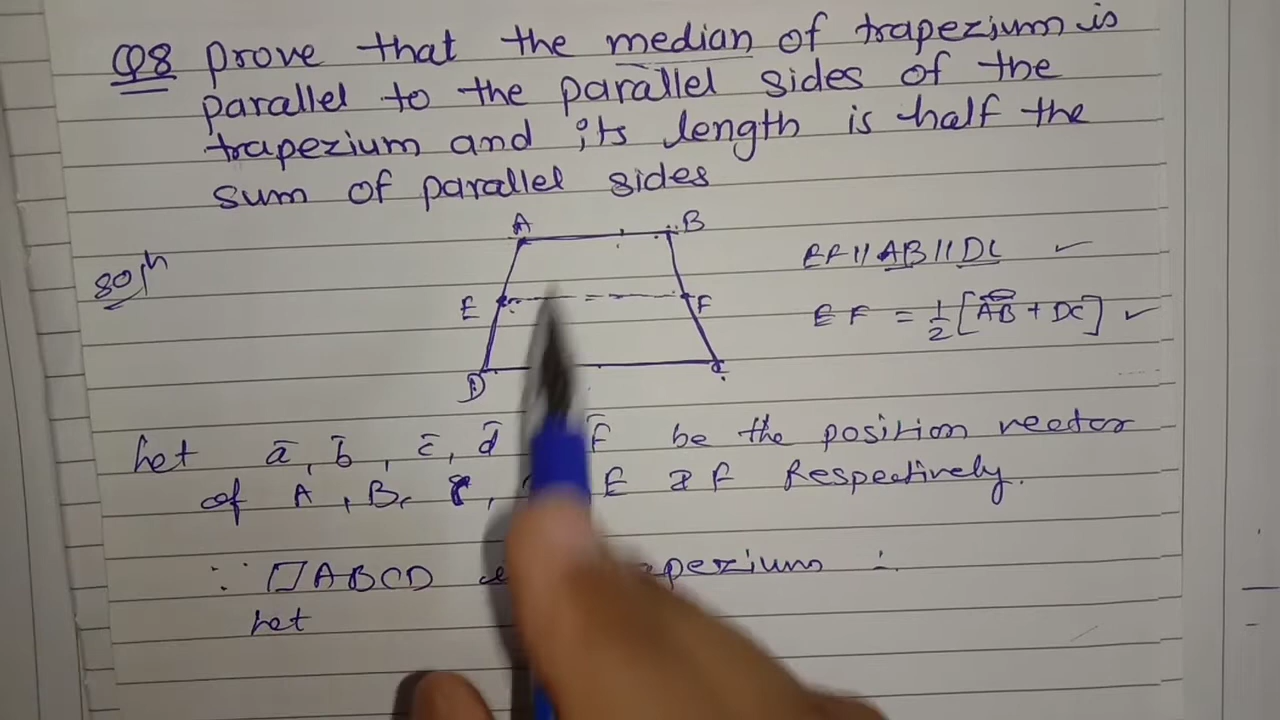 Q8 prove that the median of trapezium is
parallel to the parallel sides of the
trapezium and its length is half the
sum of parallel sides
A B
Solⁿ
EF || AB || DC ✓
E F
EF = 1/2 [AB + DC] ✓
D C
Let ā, b̄, c̄, d̄ f̄ be the position vector
of A, B, C, E & F Respectively.
∵ □ABCD trapezium ∴
Let